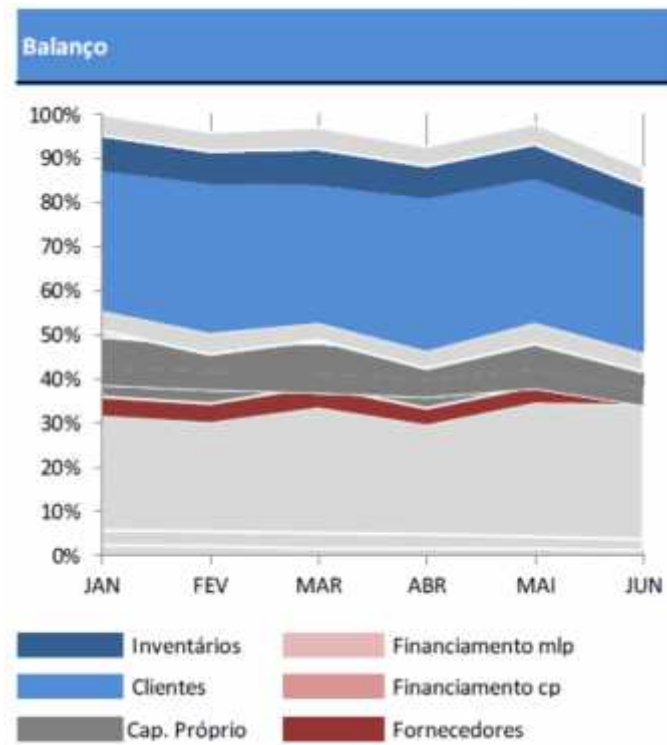 Balanço
100%
90%
80%
70%
60%
50%
40%
30%
20%
10%
0%
JAN FEV MAR ABR MAI JUN
Inventários Financiamento mlp
Clientes Financiamento cp
Cap. Próprio Fornecedores